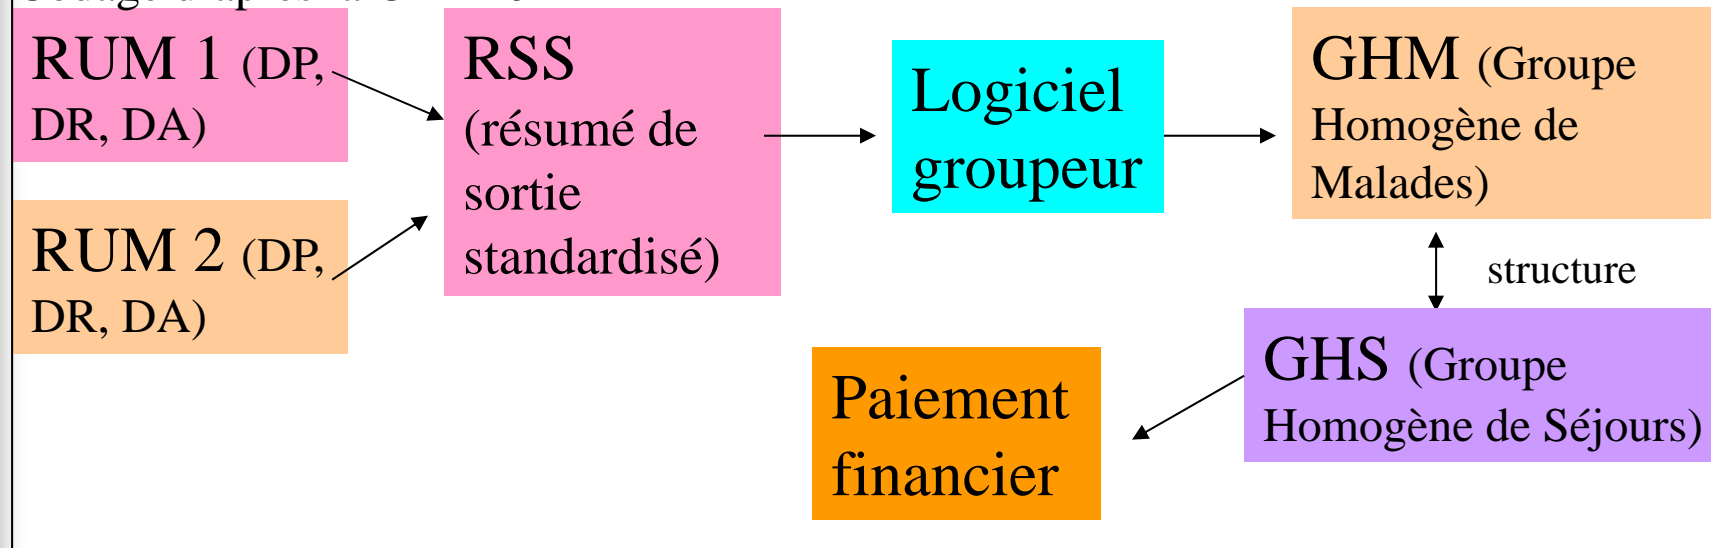 RUM 1 (DP,
DR, DA)
RSS
(résumé de
sortie
standardisé)
Logiciel
groupeur
GHM (Groupe
Homogène de
Malades)
RUM 2 (DP,
DR, DA)
structure
GHS (Groupe
Homogène de Séjours)
Paiement
financier